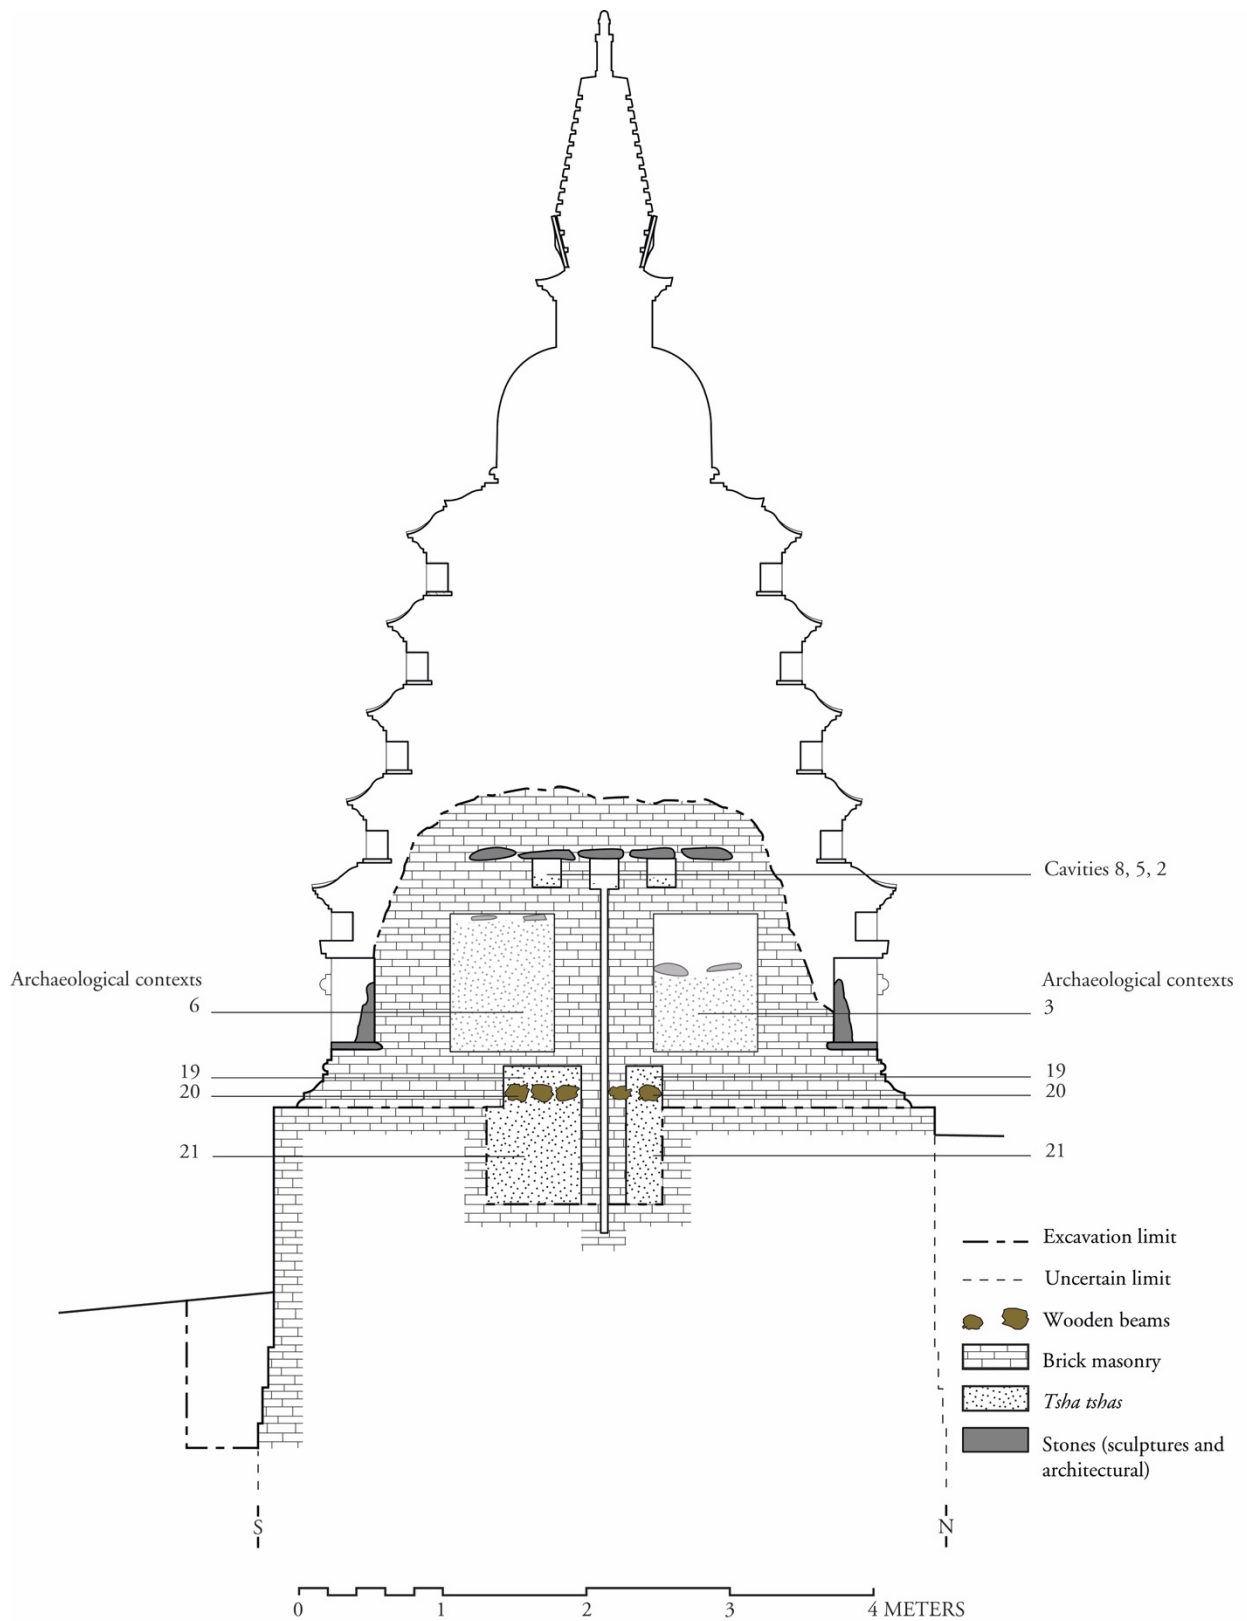 Cavities 8, 5, 2
Archaeological contexts
6
Archaeological contexts
3
19
20
19
20
21
21
Excavation limit
Uncertain limit
Wooden beams
Brick masonry
Tsha tshas
Stones (sculptures and
architectural)
S
N
0 1 2 3 4 METERS